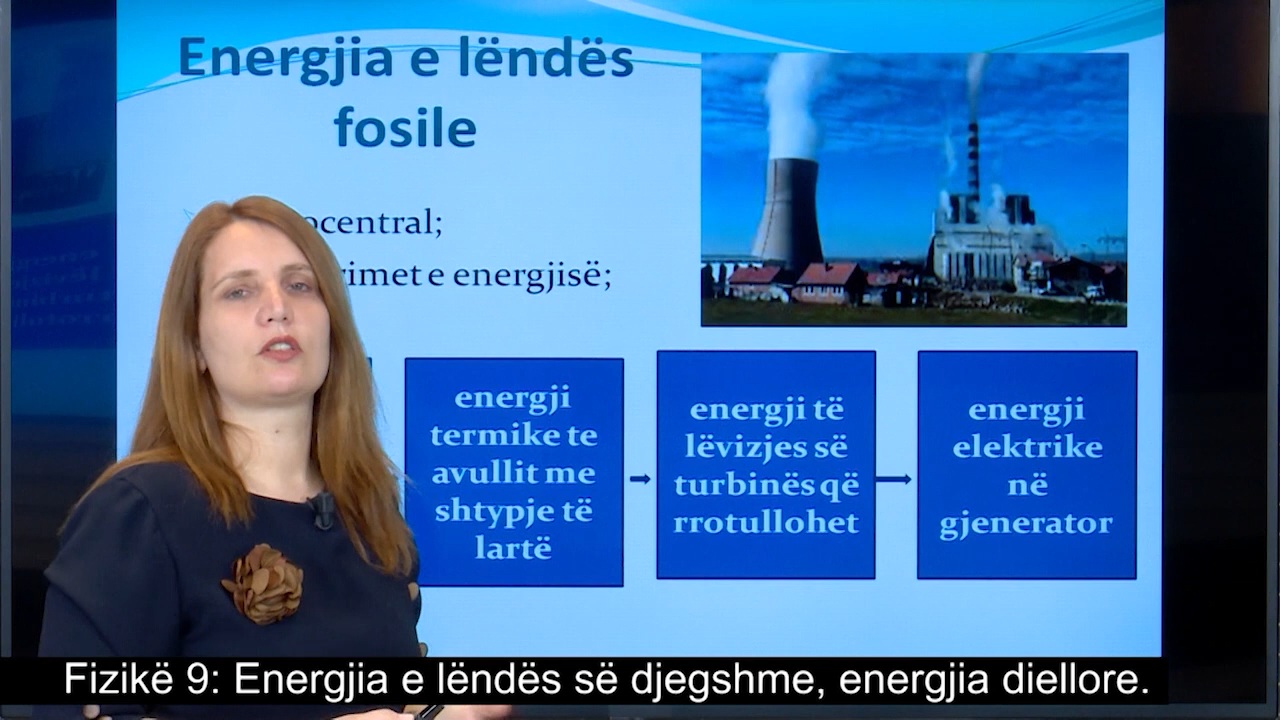 Energjia e lëndës
fosile
ocentral;
rimet e energjisë;
energji
termike te
avullit me
shtypje të
lartë
energji të
lëvizjes së
turbinës që
rrotullohet
energji
elektrike
në
gjenerator
Fizikë 9: Energjia e lëndës së djegshme, energjia diellore.